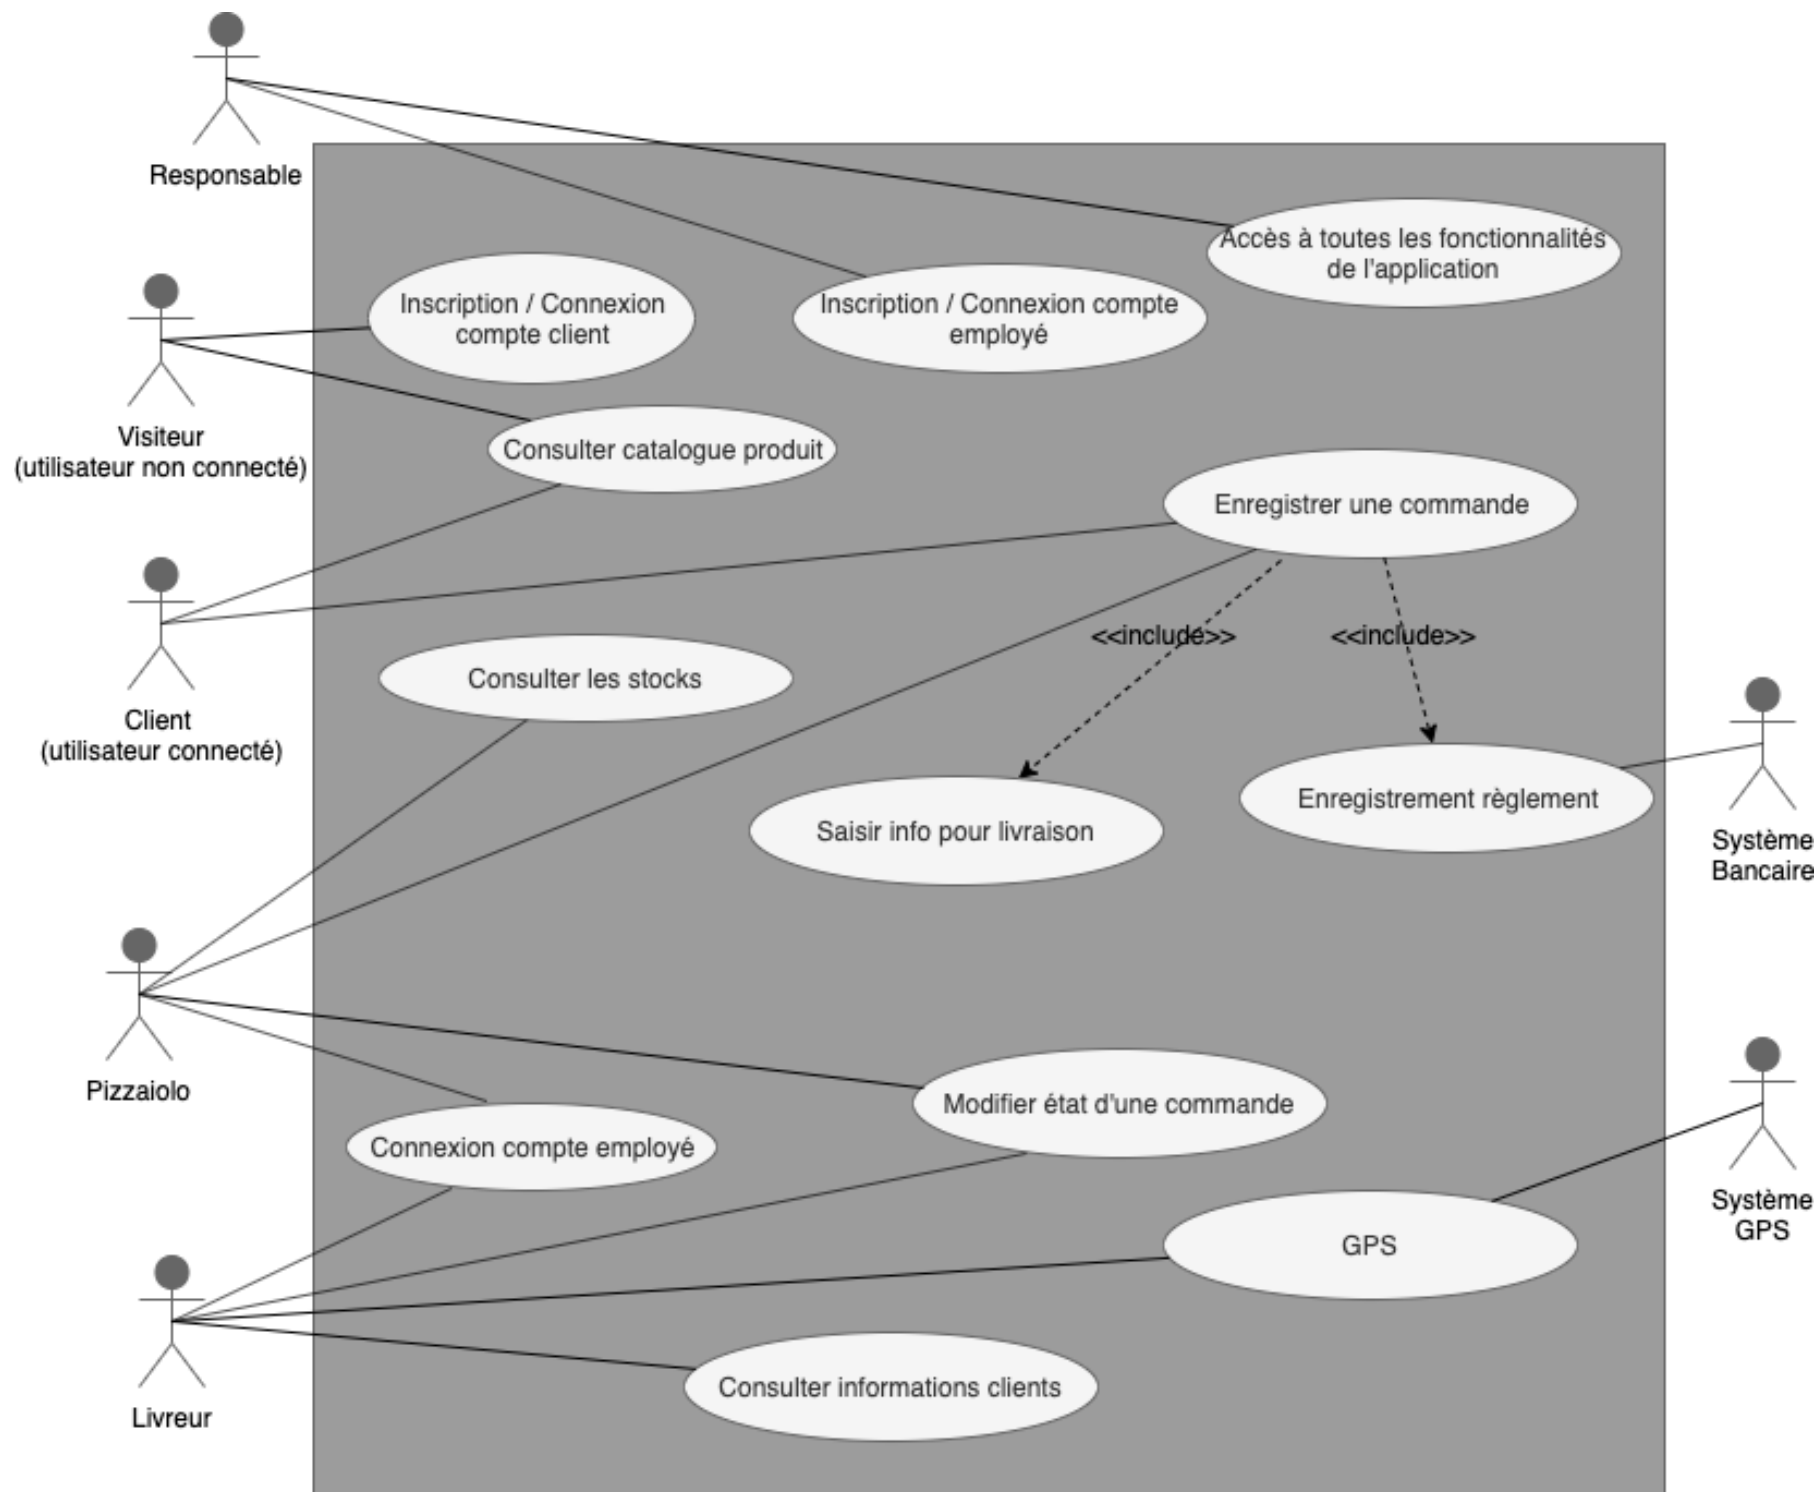 Responsable
Accès à toutes les fonctionnalités
de l'application
Inscription / Connexion
compte client
Inscription / Connexion compte
employé
Visiteur
(utilisateur non connecté)
Consulter catalogue produit
Enregistrer une commande
Client
(utilisateur connecté)
<<include>>
<<include>>
Consulter les stocks
Saisir info pour livraison
Enregistrement règlement
Système
Bancaire
Pizzaiolo
Modifier état d'une commande
Connexion compte employé
Système
GPS
GPS
Livreur
Consulter informations clients